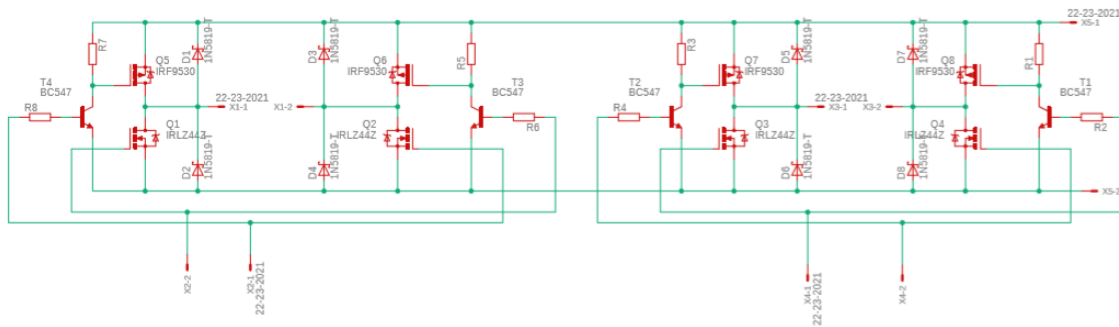 22-23-2021
X5-1
R7
Q5
IRF9530
D1
1N5819-T
D3
1N5819-T
Q6
IRF9530
R5
R3
Q7
IRF9530
D5
1N5819-T
D7
1N5819-T
Q8
IRF9530
R1
T4
BC547
T3
BC547
T2
BC547
T1
BC547
22-23-2021
X1-1
X1-2
22-23-2021
X3-1
X3-2
R8
Q1
IRLZ44Z
D2
1N5819-T
D4
1N5819-T
Q2
IRLZ44Z
R6
R4
Q3
IRLZ44Z
D6
1N5819-T
D8
1N5819-T
Q4
IRLZ44Z
R2
X2-2
X2-1
22-23-2021
X4-1
22-23-2021
X4-2